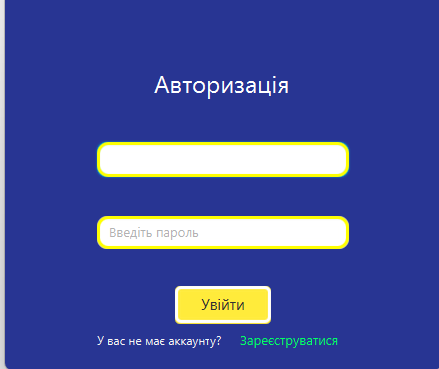 Авторизація
Введіть пароль
Увійти
У вас не має аккаунту? Зареєструватися